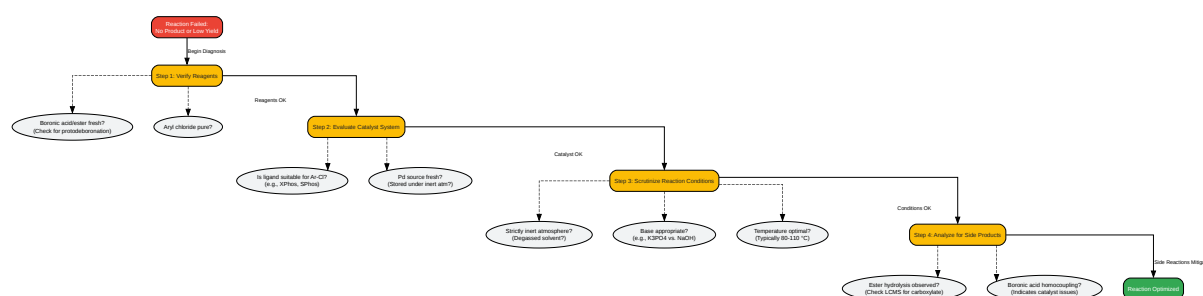 Reaction Failed:
No Product or Low Yield
Begin Diagnosis
Step 1: Verify Reagents
Reagents OK
Boronic acid/ester fresh?
(Check for protodeboronation)
Aryl chloride pure?
Step 2: Evaluate Catalyst System
Catalyst OK
Is ligand suitable for Ar-Cl?
(e.g., XPhos, SPhos)
Pd source fresh?
(Stored under inert atm?)
Step 3: Scrutinize Reaction Conditions
Conditions OK
Strictly inert atmosphere?
(Degassed solvent?)
Base appropriate?
(e.g., K3PO4 vs. NaOH)
Temperature optimal?
(Typically 80-110 °C)
Step 4: Analyze for Side Products
Side Reactions Mitig
Ester hydrolysis observed?
(Check LCMS for carboxylate)
Boronic acid homocoupling?
(Indicates catalyst issues)
Reaction Optimized